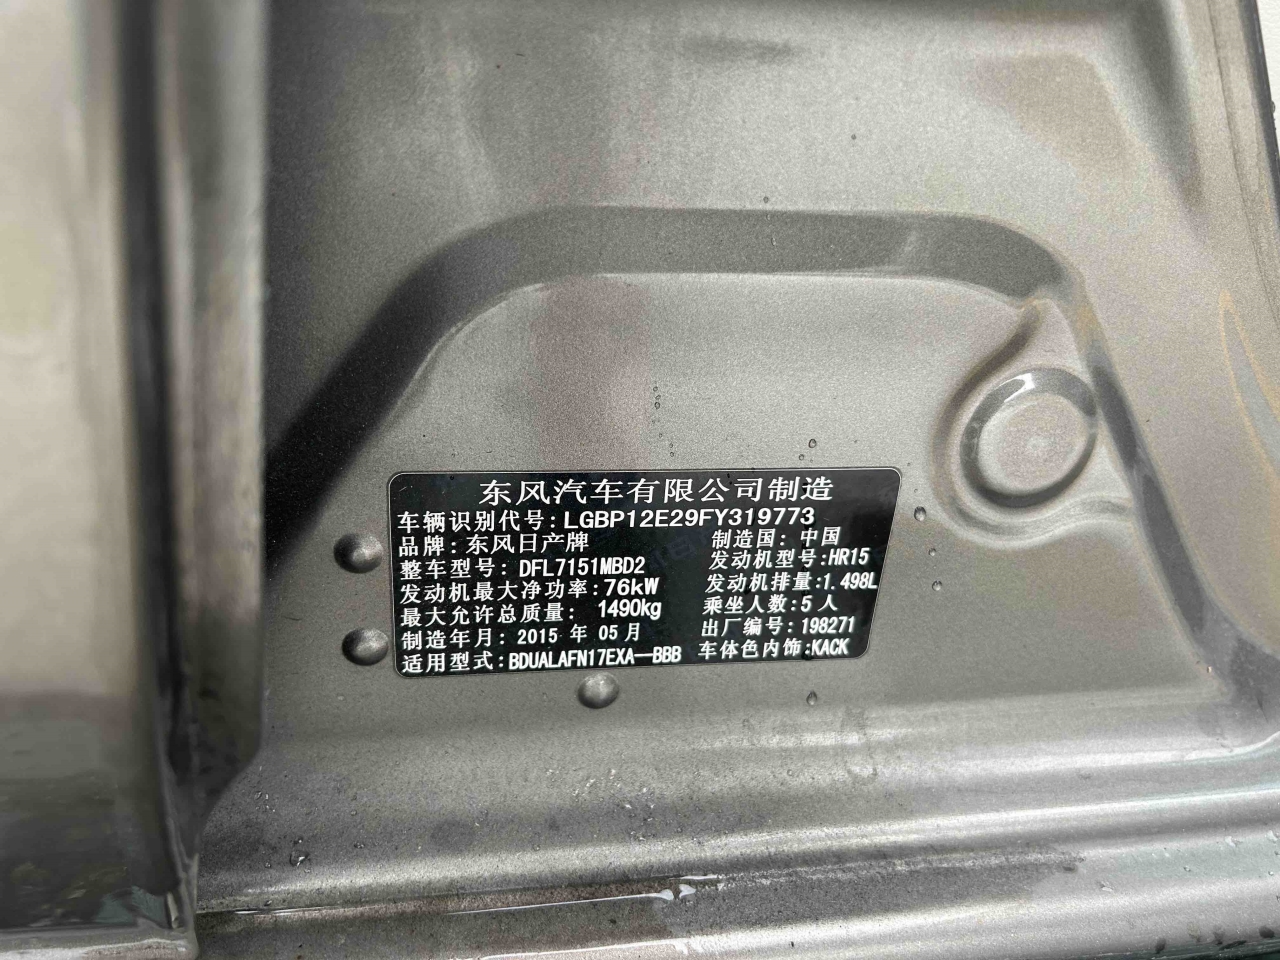 东风汽车有限公司制造
车辆识别代号: LGBP12E29FY319773
品牌: 东风日产牌 制造国: 中国
整车型号: DFL7151MBD2 发动机型号: HR15
发动机最大净功率: 76kW 发动机排量: 1.498L
最大允许总质量: 1490kg 乘坐人数: 5 人
制造年月: 2015 年 05 月 出厂编号: 198271
适用型式: BDUALAFN17EXA--BBB 车体色内饰: KACK